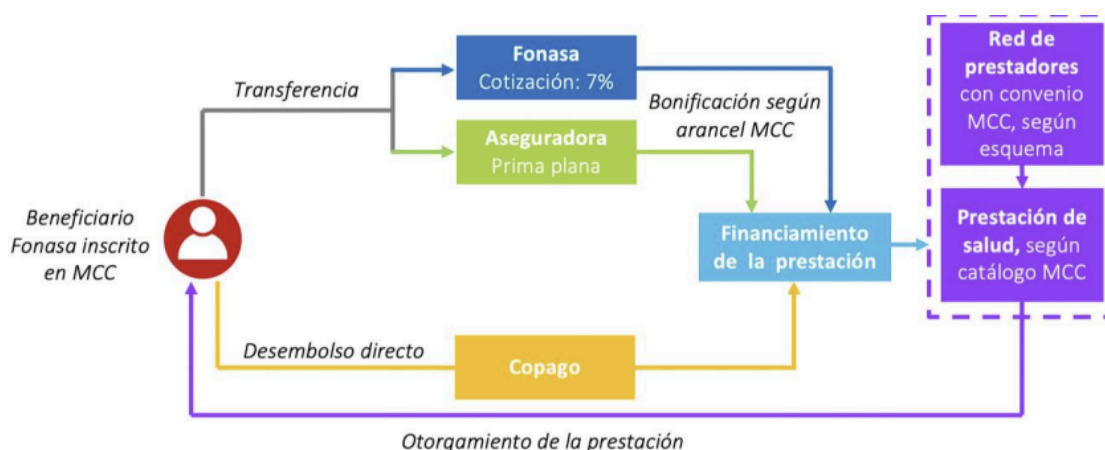 Fonasa
Cotización: 7%
Transferencia
Bonificación según
arancel MCC
Aseguradora
Prima plana
Red de
prestadores
con convenio
MCC, según
esquema
Beneficiario
Fonasa inscrito
en MCC
Financiamiento
de la prestación
Prestación de
salud, según
catálogo MCC
Desembolso directo
Copago
Otorgamiento de la prestación